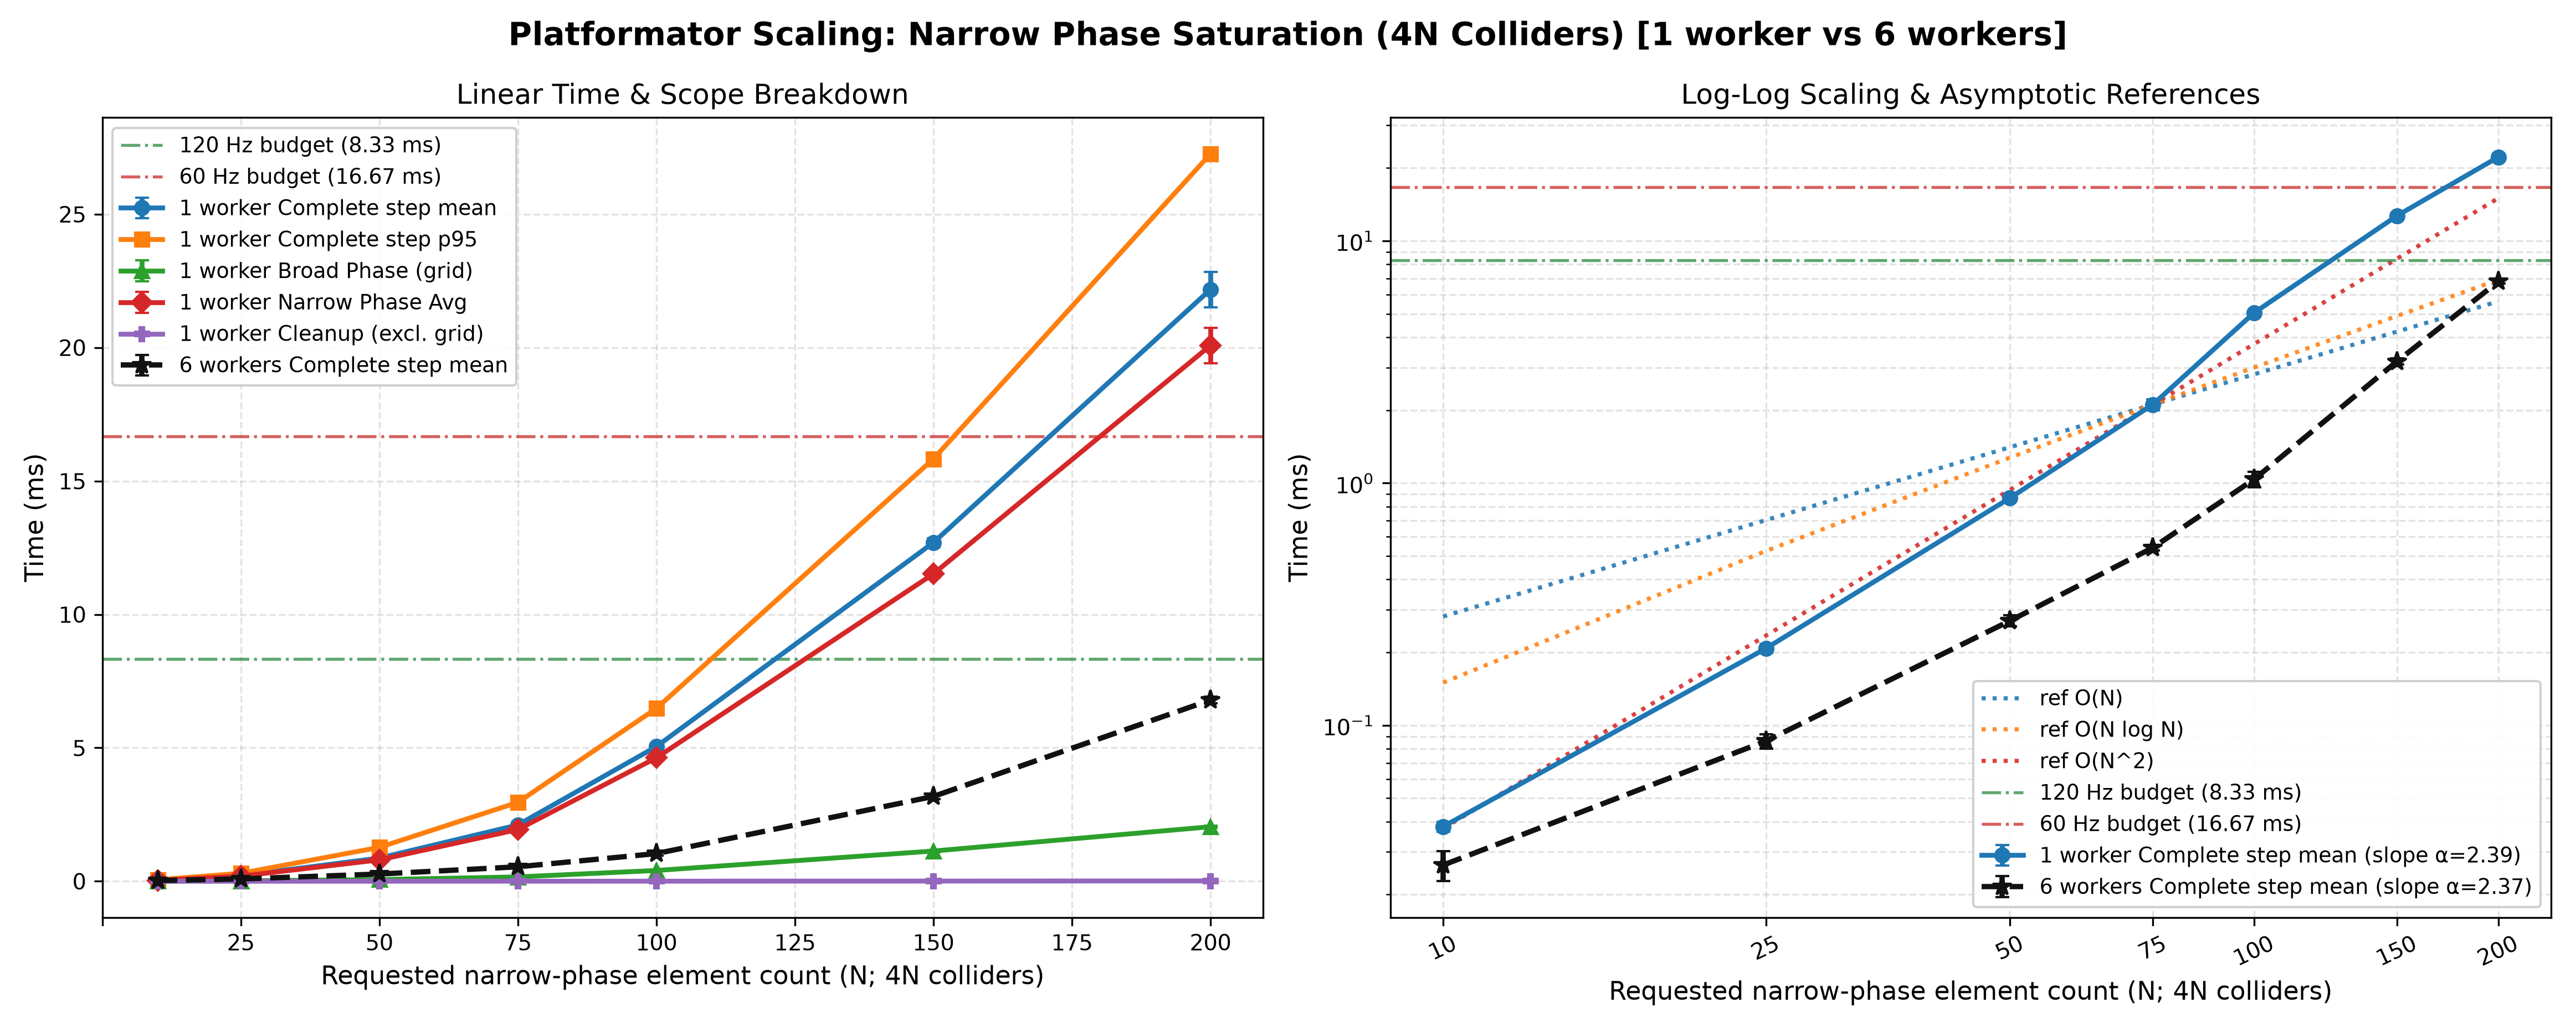 Platformator Scaling: Narrow Phase Saturation (4N Colliders) [1 worker vs 6 workers]
Linear Time & Scope Breakdown
120 Hz budget (8.33 ms)
60 Hz budget (16.67 ms)
1 worker Complete step mean
1 worker Complete step p95
1 worker Broad Phase (grid)
1 worker Narrow Phase Avg
1 worker Cleanup (excl. grid)
6 workers Complete step mean
Time (ms)
25
20
15
10
5
0
25 50 75 100 125 150 175 200
Requested narrow-phase element count (N; 4N colliders)
Log-Log Scaling & Asymptotic References
Time (ms)
10¹
10⁰
10⁻¹
ref O(N)
ref O(N log N)
ref O(N^2)
120 Hz budget (8.33 ms)
60 Hz budget (16.67 ms)
1 worker Complete step mean (slope α=2.39)
6 workers Complete step mean (slope α=2.37)
10 25 50 75 100 150 200
Requested narrow-phase element count (N; 4N colliders)